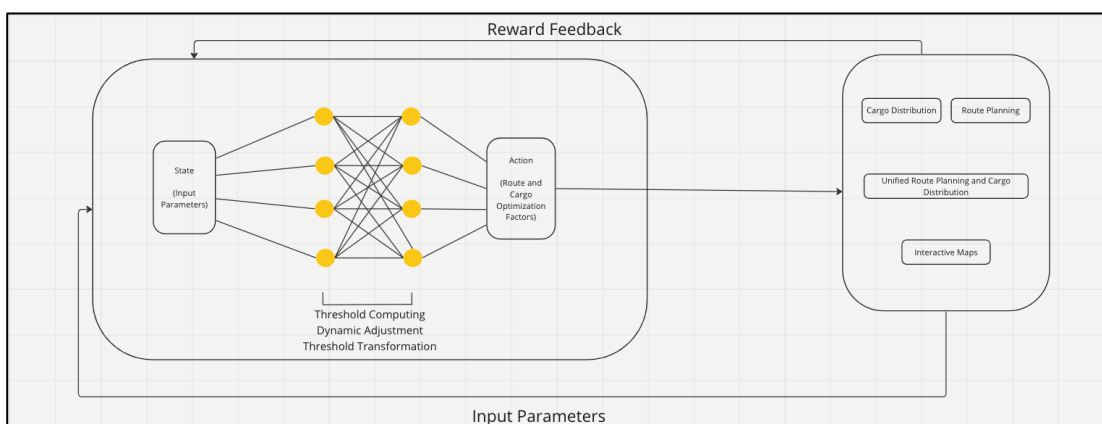 Reward Feedback
Cargo Distribution
Route Planning
State
(Input
Parameters)
Action
(Route and
Cargo
Optimization
Factors)
Unified Route Planning and Cargo
Distribution
Interactive Maps
Threshold Computing
Dynamic Adjustment
Threshold Transformation
Input Parameters